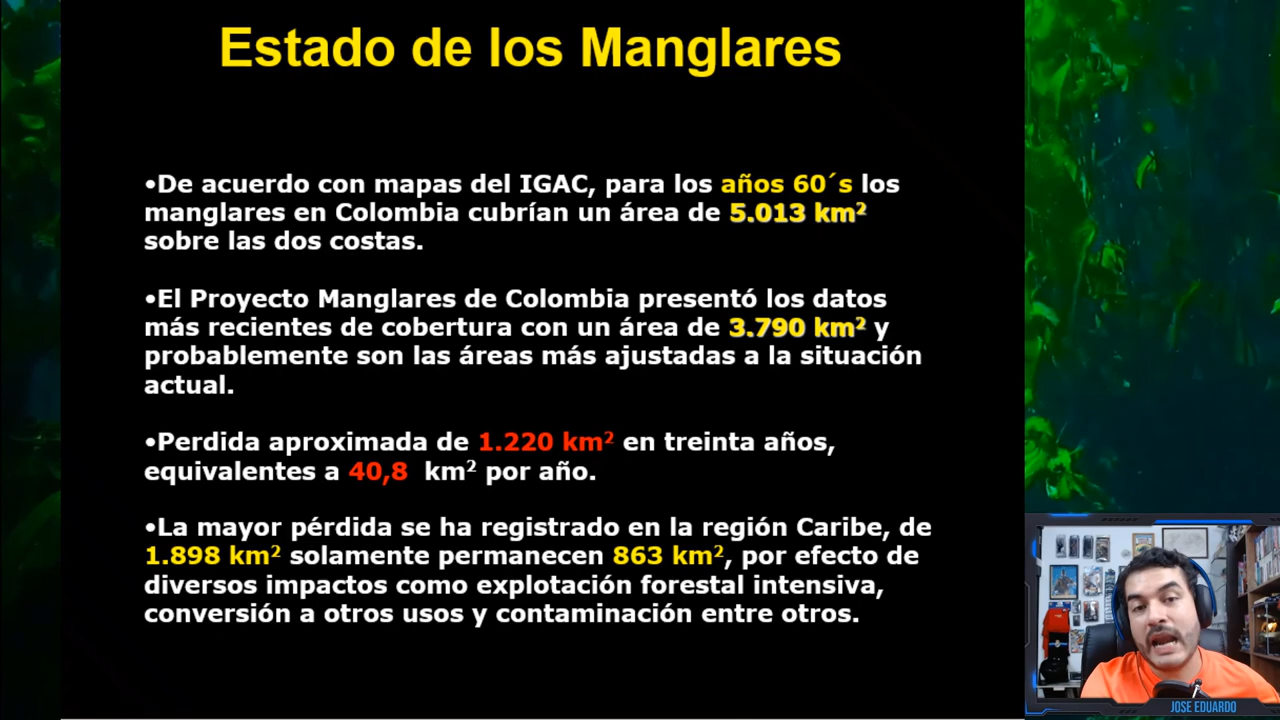 Estado de los Manglares
•De acuerdo con mapas del IGAC, para los años 60´s los
manglares en Colombia cubrían un área de 5.013 km²
sobre las dos costas.
•El Proyecto Manglares de Colombia presentó los datos
más recientes de cobertura con un área de 3.790 km² y
probablemente son las áreas más ajustadas a la situación
actual.
•Perdida aproximada de 1.220 km² en treinta años,
equivalentes a 40,8 km² por año.
•La mayor pérdida se ha registrado en la región Caribe, de
1.898 km² solamente permanecen 863 km², por efecto de
diversos impactos como explotación forestal intensiva,
conversión a otros usos y contaminación entre otros.
JOSE EDUARDO